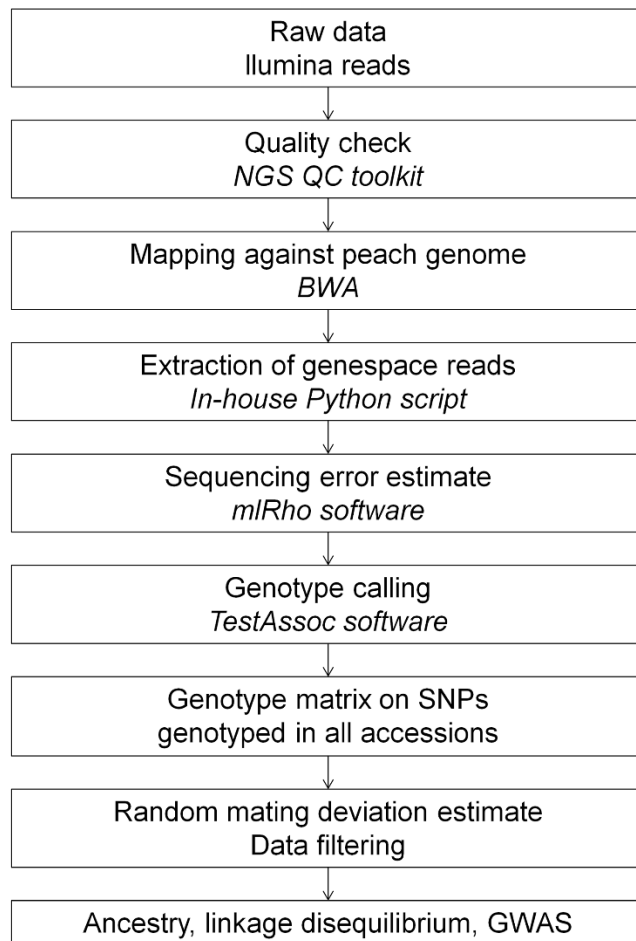 Raw data
Ilumina reads
Quality check
NGS QC toolkit
Mapping against peach genome
BWA
Extraction of genespace reads
In-house Python script
Sequencing error estimate
mlRho software
Genotype calling
TestAssoc software
Genotype matrix on SNPs
genotyped in all accessions
Random mating deviation estimate
Data filtering
Ancestry, linkage disequilibrium, GWAS